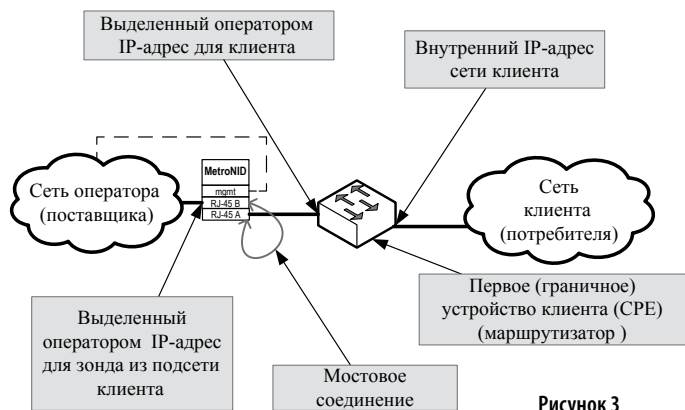 Выделенный оператором
IP-адрес для клиента
Внутренний IP-адрес
сети клиента
Сеть оператора
(поставщика)
MetroNID
mgmt
RJ-45 B
RJ-45 A
Сеть
клиента
(потребителя)
Выделенный
оператором IP-адрес
для зонда из подсети
клиента
Мостовое
соединение
Первое (граничное)
устройство клиента (CPE)
(маршрутизатор )
Рисунок 3